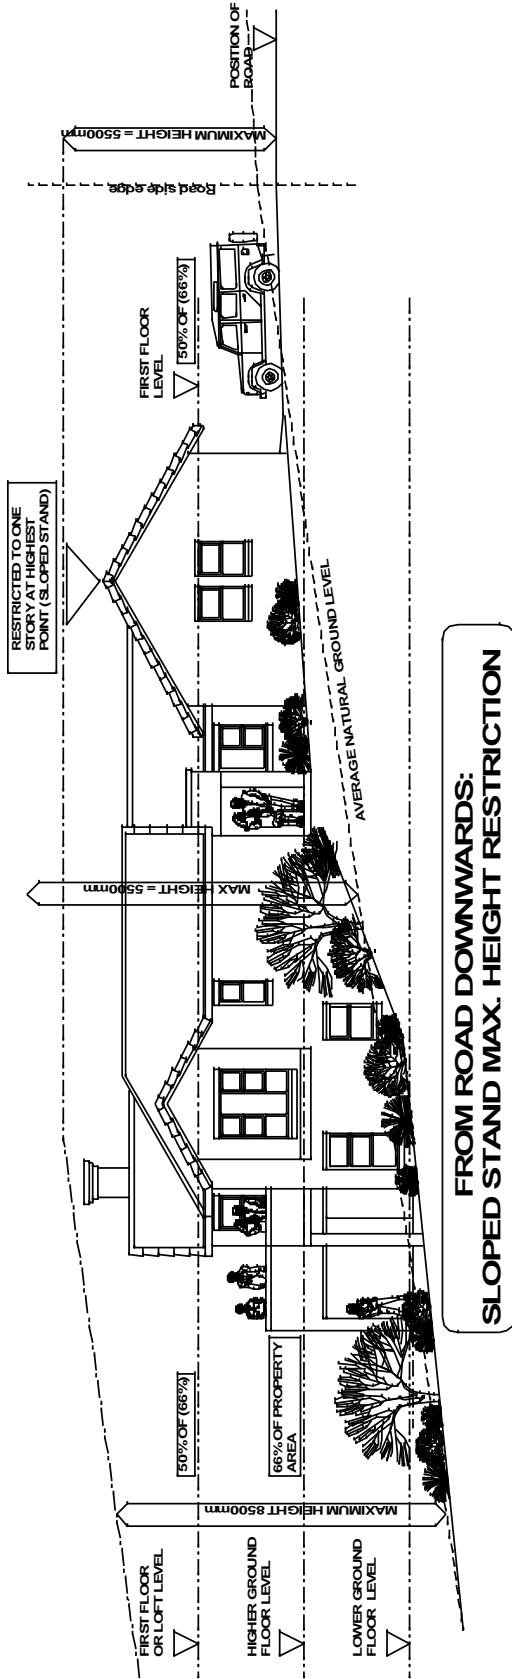 FIRST FLOOR
OR LOFT LEVEL
HIGHER GROUND
FLOOR LEVEL
LOWER GROUND
FLOOR LEVEL
MAXIMUM HEIGHT 8500mm
50% OF (66%)
66% OF PROPERTY
AREA
MAX HEIGHT = 5500mm
AVERAGE NATURAL GROUND LEVEL
RESTRICTED TO ONE
STORY AT HIGHEST
POINT (SLOPED STAND)
FIRST FLOOR
LEVEL
50% OF (66%)
Road side edge
MAXIMUM HEIGHT = 5500mm
POSITION OF
ROAD
FROM ROAD DOWNWARDS:
SLOPED STAND MAX. HEIGHT RESTRICTION